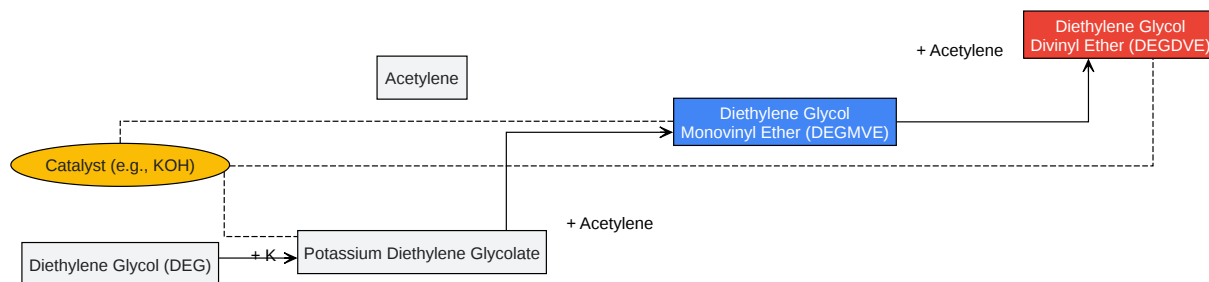 Diethylene Glycol
Divinyl Ether (DEGDVE)
+ Acetylene
Acetylene
Diethylene Glycol
Monovinyl Ether (DEGMVE)
Catalyst (e.g., KOH)
+ Acetylene
Potassium Diethylene Glycolate
+ K
Diethylene Glycol (DEG)